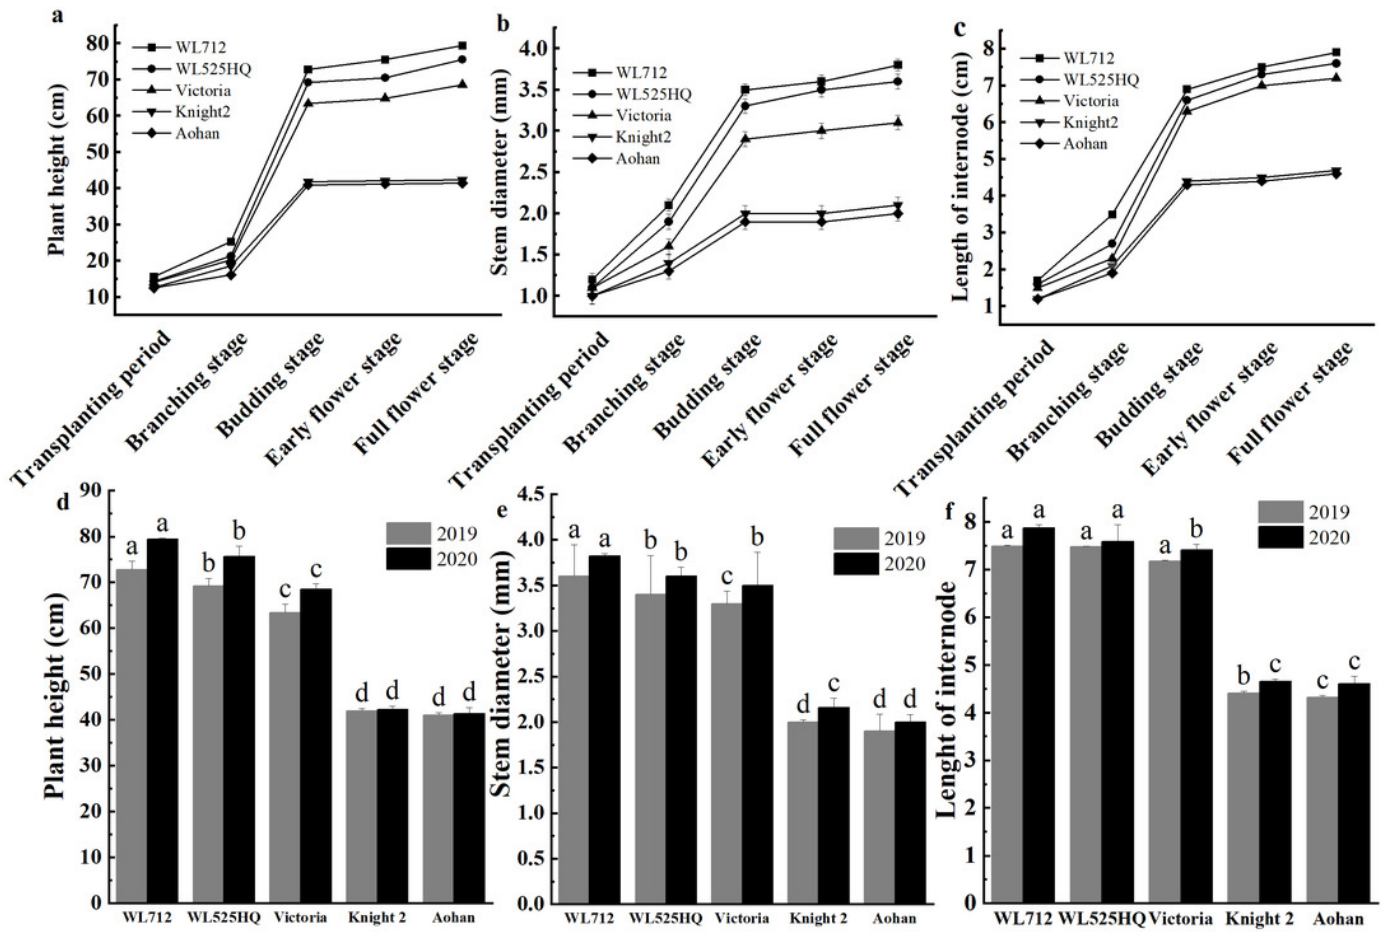 a
Plant height (cm)
80
70
60
50
40
30
20
10
WL712
WL525HQ
Victoria
Knight2
Aohan
Transplanting period
Branching stage
Budding stage
Early flower stage
Full flower stage
b
Stem diameter (mm)
4.0
3.5
3.0
2.5
2.0
1.5
1.0
WL712
WL525HQ
Victoria
Knight2
Aohan
Transplanting period
Branching stage
Budding stage
Early flower stage
Full flower stage
c
Length of internode (cm)
8
7
6
5
4
3
2
1
WL712
WL525HQ
Victoria
Knight2
Aohan
Transplanting period
Branching stage
Budding stage
Early flower stage
Full flower stage
d
Plant height (cm)
90
80
70
60
50
40
30
20
10
0
2019
2020
a a b b c c d d d d
WL712 WL525HQ Victoria Knight 2 Aohan
e
Stem diameter (mm)
4.5
4.0
3.5
3.0
2.5
2.0
1.5
1.0
0.5
0.0
2019
2020
a a b b c b d c d d
WL712 WL525HQ Victoria Knight 2 Aohan
f
Lenght of internode
8
7
6
5
4
3
2
1
0
2019
2020
a a a a a b b c c c
WL712 WL525HQ Victoria Knight 2 Aohan